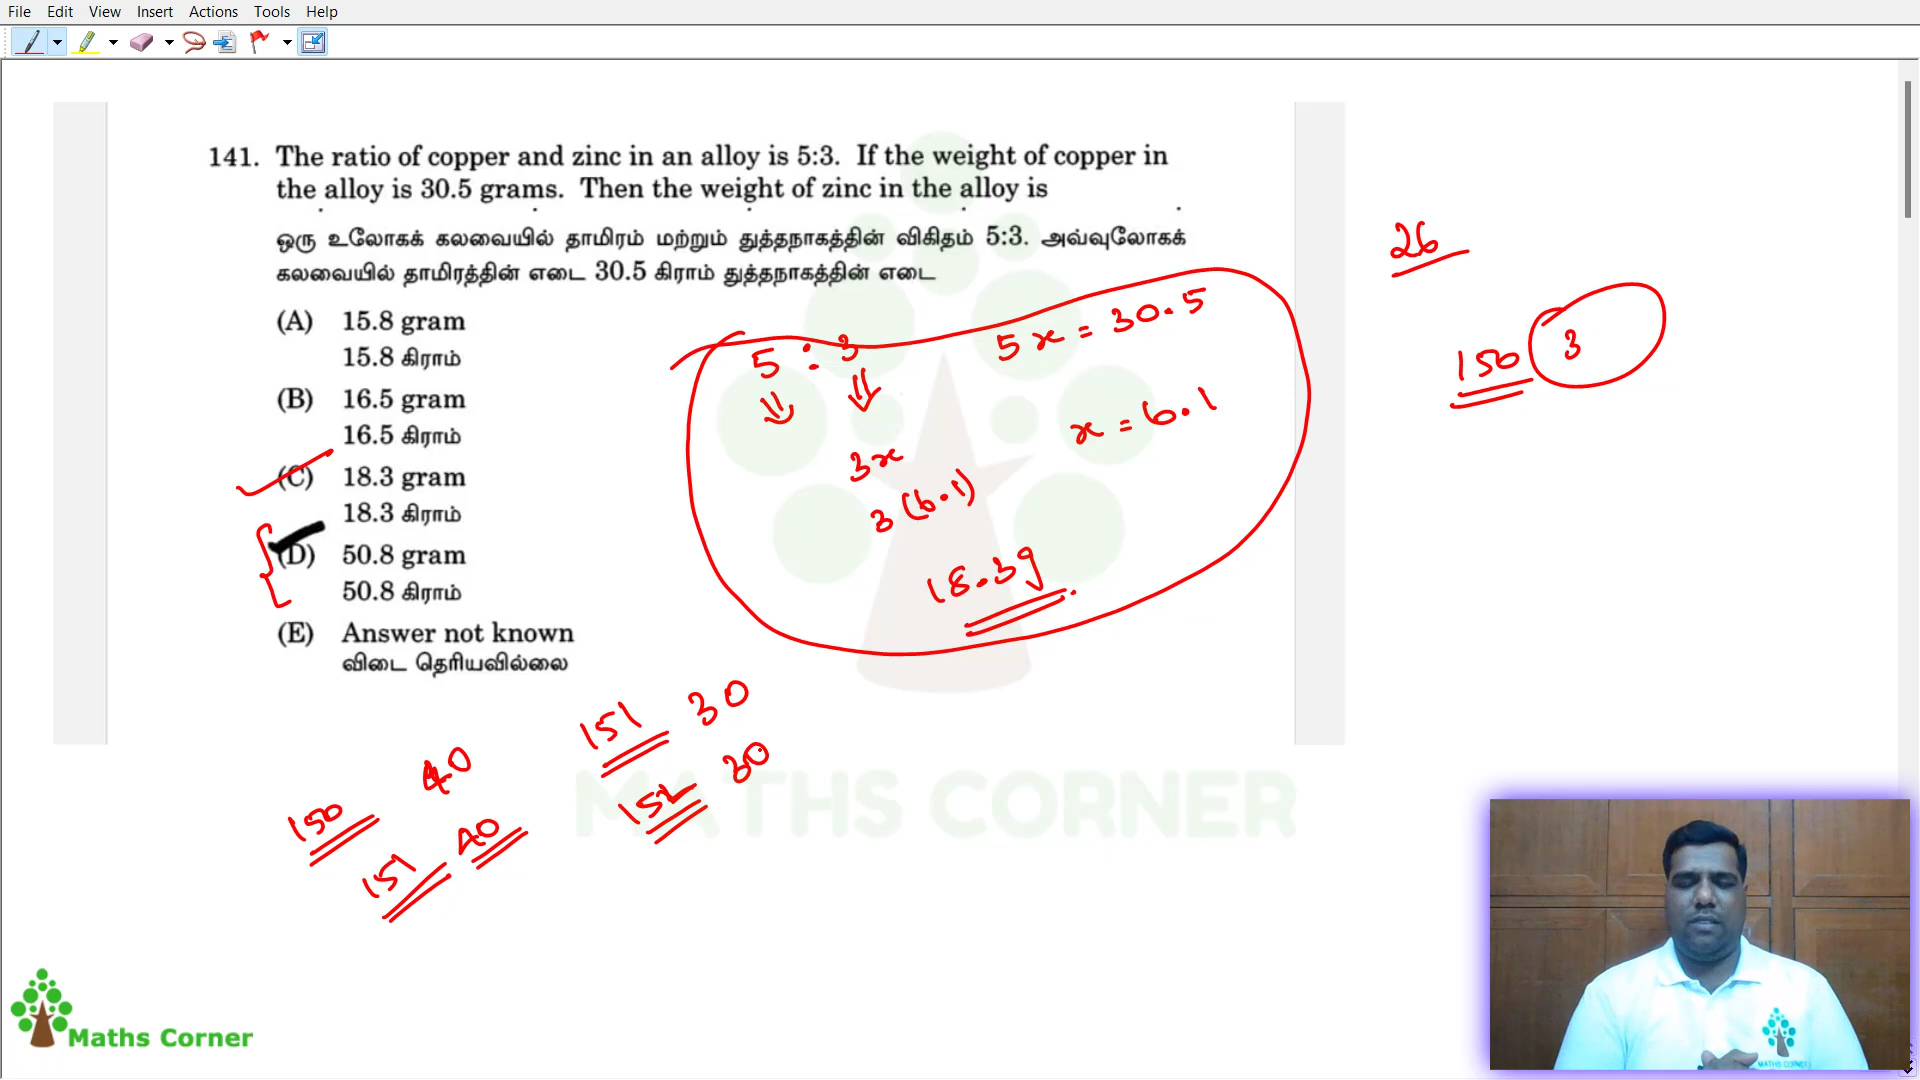 File Edit View Insert Actions Tools Help
141. The ratio of copper and zinc in an alloy is 5:3. If the weight of copper in
the alloy is 30.5 grams. Then the weight of zinc in the alloy is
ஒரு உலோகக் கலவையில் தாமிரம் மற்றும் துத்தநாகத்தின் விகிதம் 5:3. அவ்வுலோகக்
கலவையில் தாமிரத்தின் எடை 30.5 கிராம் துத்தநாகத்தின் எடை
(A) 15.8 gram
15.8 கிராம்
(B) 16.5 gram
16.5 கிராம்
(C) 18.3 gram
18.3 கிராம்
(D) 50.8 gram
50.8 கிராம்
(E) Answer not known
விடை தெரியவில்லை
5 : 3
5x = 30.5
x = 6.1
3x
3(6.1)
18.3g
26
150 3
151 30
152 30
150 40
151 40
MATHS CORNER
Maths Corner
MATHS CORNER